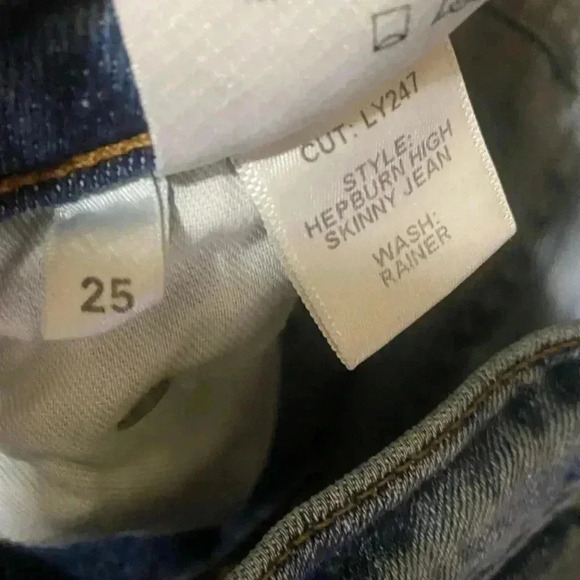 CUT: LY247
STYLE:
HEPBURN HIGH
SKINNY JEAN
WASH:
RAINER
25